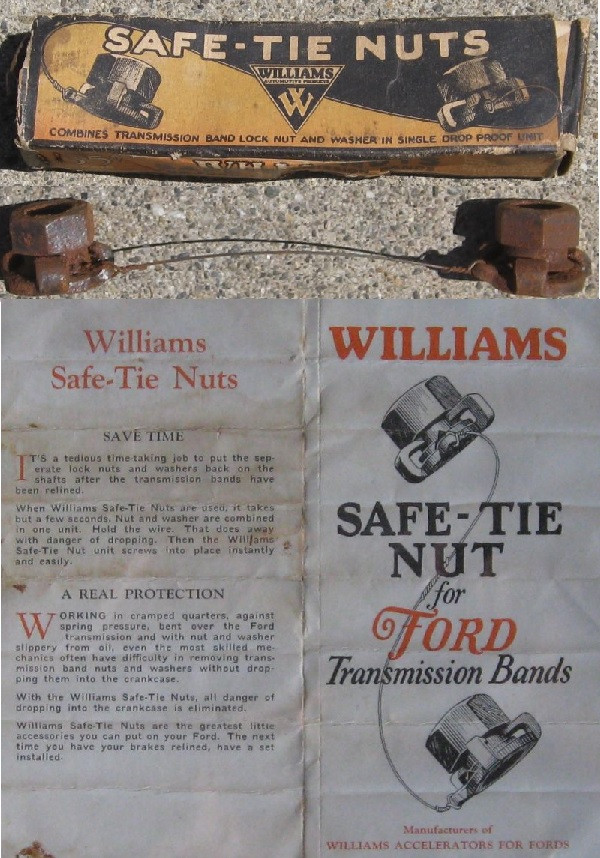 SAFE-TIE NUTS
WILLIAMS
AUTOMOTIVE PRODUCTS
W
COMBINES TRANSMISSION BAND LOCK NUT AND WASHER IN SINGLE DROP PROOF UNIT
Williams
Safe-Tie Nuts
SAVE TIME
IT'S a tedious time-taking job to put the sep-
erate lock nuts and washers back on the
shafts after the transmission bands have
been relined.
When Williams Safe-Tie Nuts are used, it takes
but a few seconds. Nut and washer are combined
in one unit. Hold the wire. That does away
with danger of dropping. Then the Williams
Safe-Tie Nut unit screws into place instantly
and easily.
A REAL PROTECTION
WORKING in cramped quarters, against
spring pressure, bent over the Ford
transmission and with nut and washer
slippery from oil, even the most skilled me-
chanics often have difficulty in removing trans-
mission band nuts and washers without drop-
ping them into the crankcase.
With the Williams Safe-Tie Nuts, all danger of
dropping into the crankcase is eliminated.
Williams Safe-Tie Nuts are the greatest little
accessories you can put on your Ford. The next
time you have your brakes relined, have a set
installed.
WILLIAMS
SAFE-TIE
NUT
for
FORD
Transmission Bands
Manufacturers of
WILLIAMS ACCELERATORS FOR FORDS